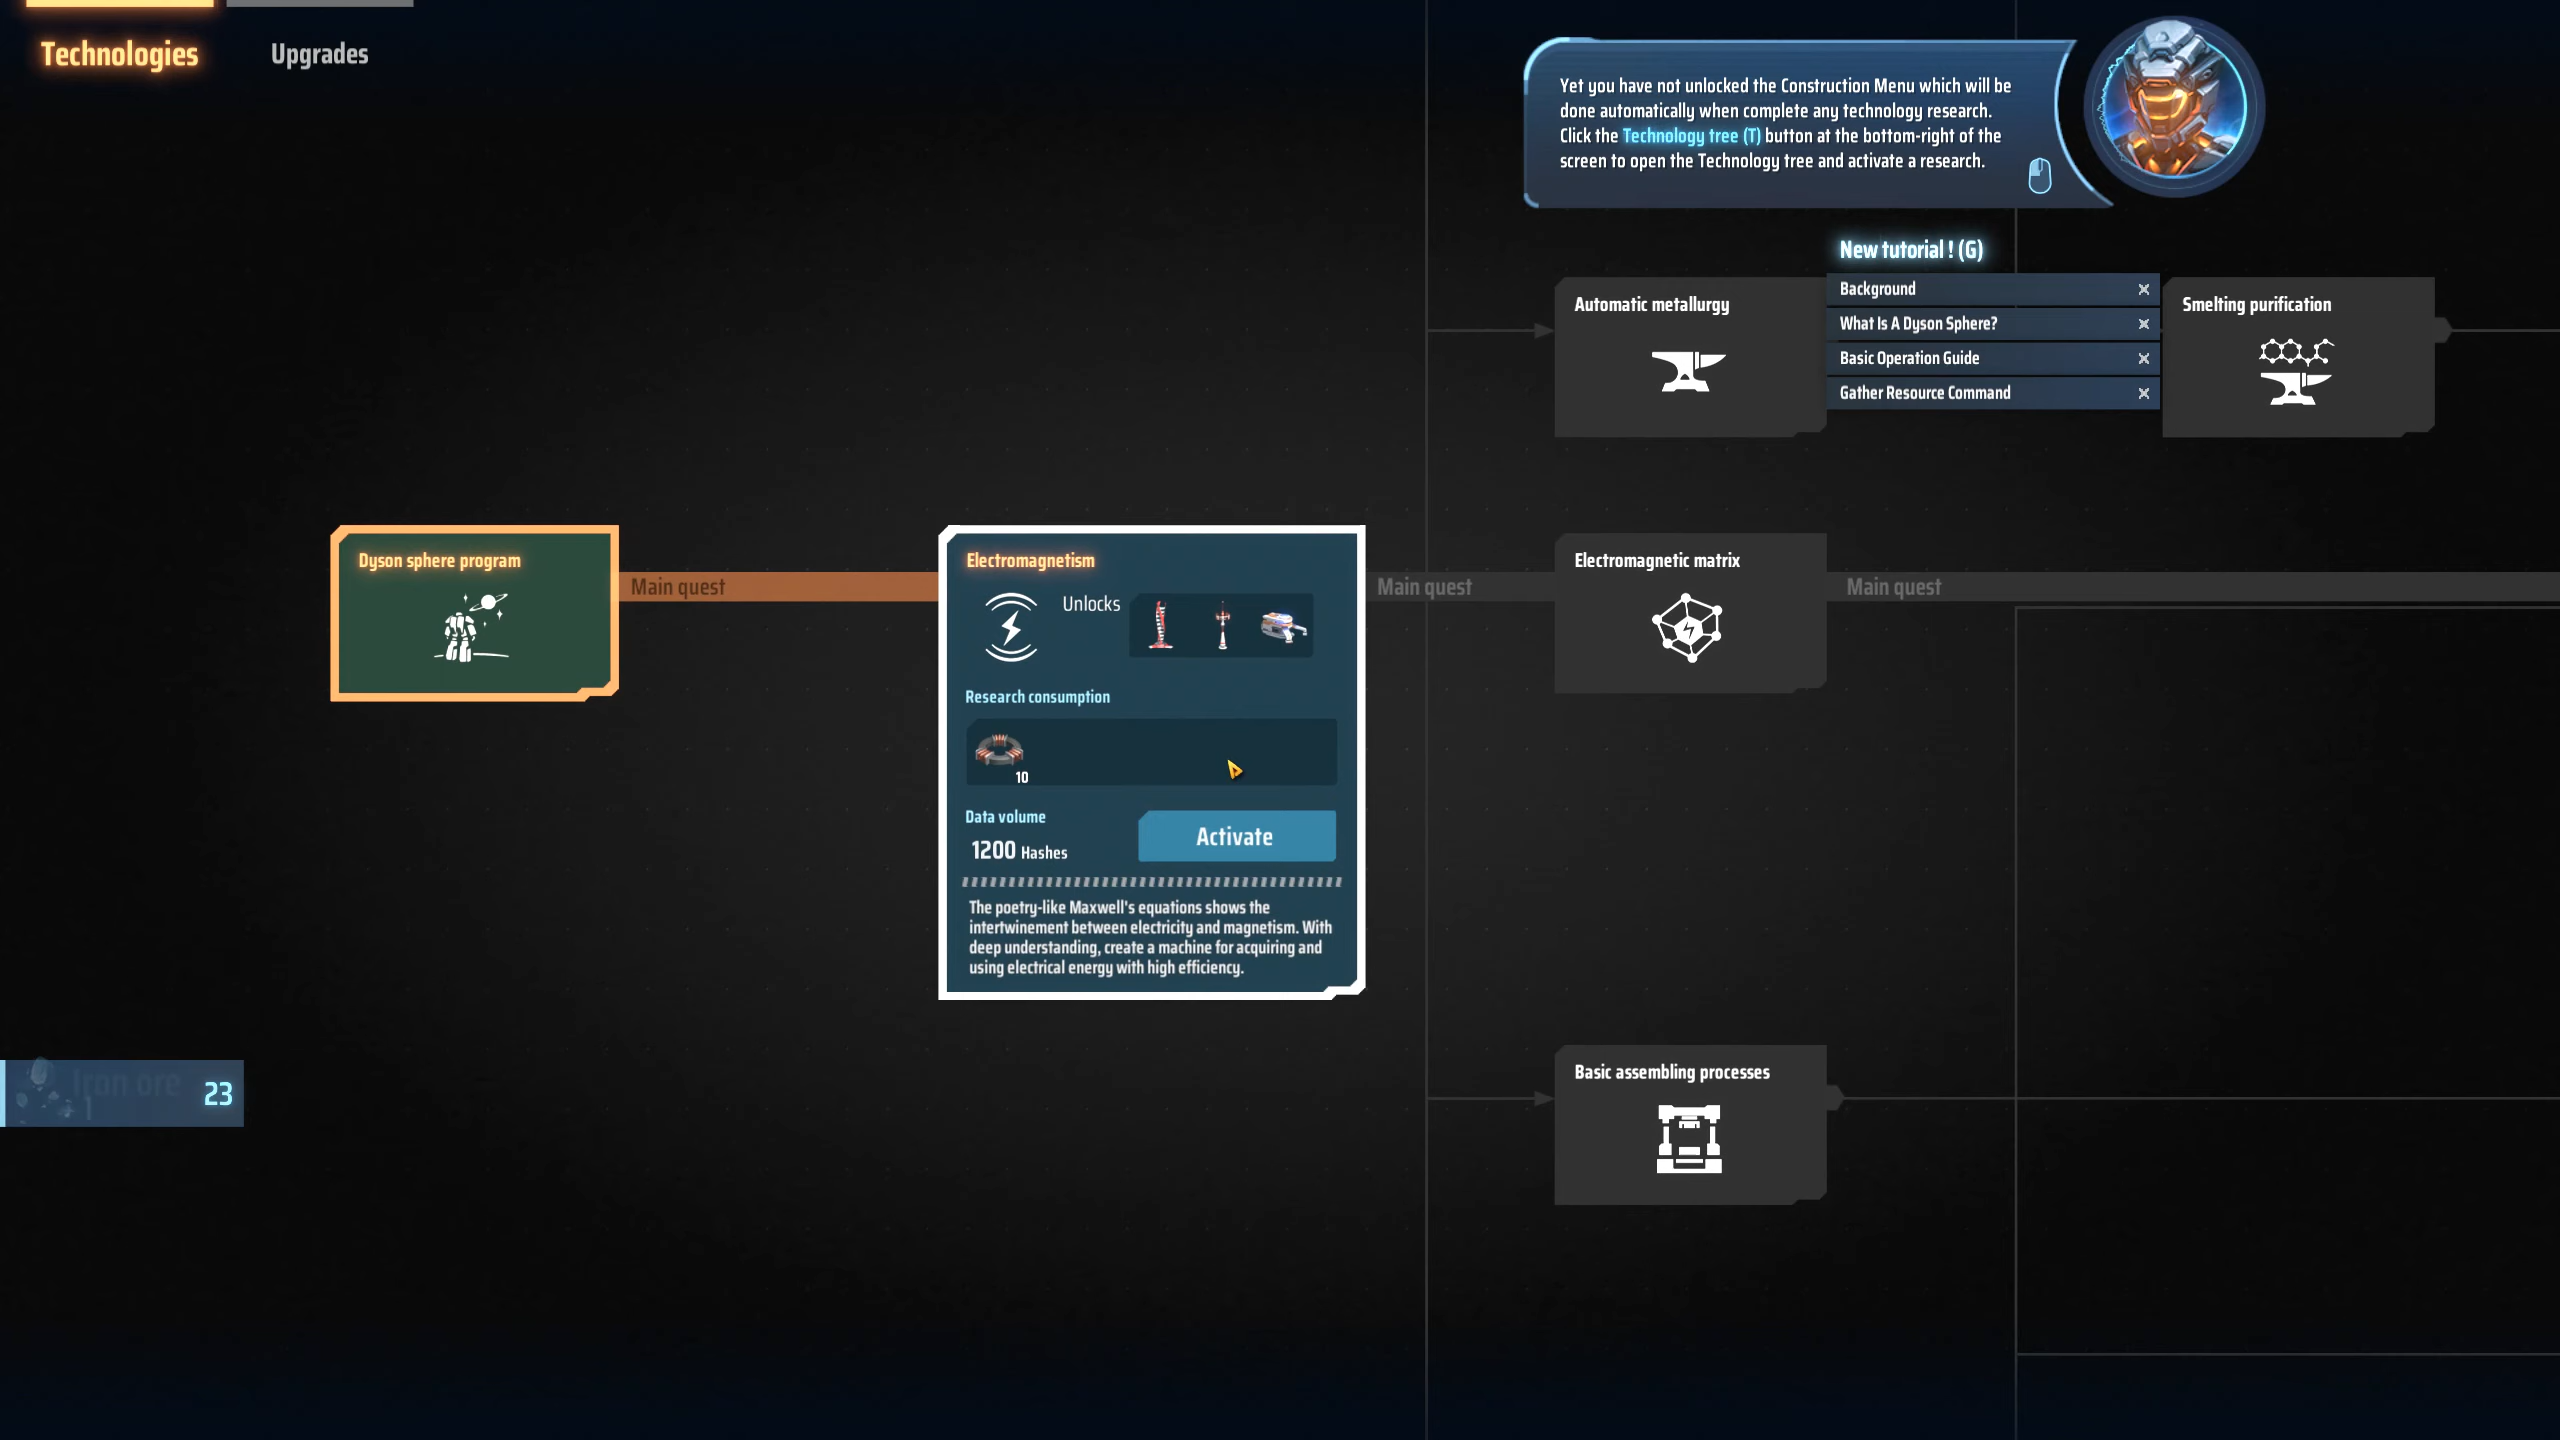 Technologies
Upgrades
Yet you have not unlocked the Construction Menu which will be
done automatically when complete any technology research.
Click the Technology tree (T) button at the bottom-right of the
screen to open the Technology tree and activate a research.
New tutorial ! (G)
Background
What Is A Dyson Sphere?
Basic Operation Guide
Gather Resource Command
Automatic metallurgy
Smelting purification
Dyson sphere program
Main quest
Electromagnetism
Unlocks
Research consumption
10
Data volume
1200 Hashes
Activate
The poetry-like Maxwell's equations shows the
intertwinement between electricity and magnetism. With
deep understanding, create a machine for acquiring and
using electrical energy with high efficiency.
Main quest
Electromagnetic matrix
Main quest
Basic assembling processes
Iron ore
+1
23